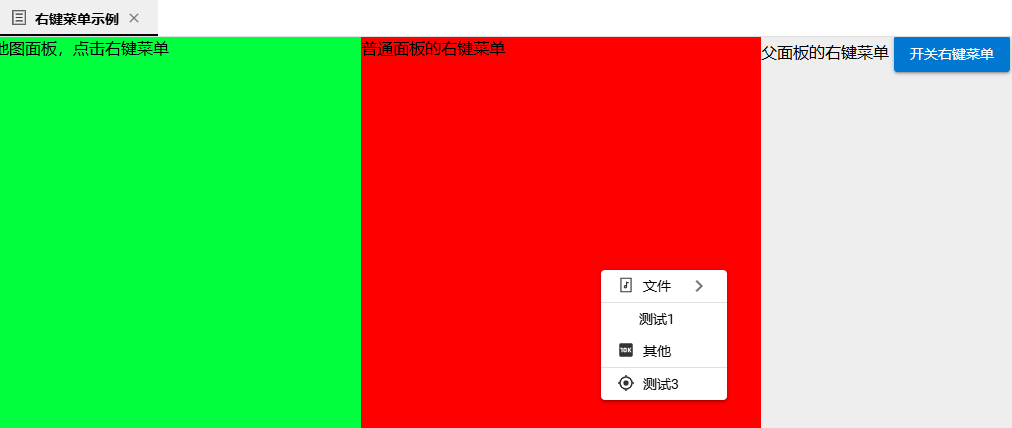 右键菜单示例
地图面板，点击右键菜单
普通面板的右键菜单
父面板的右键菜单
开关右键菜单
文件
测试1
10K
其他
测试3